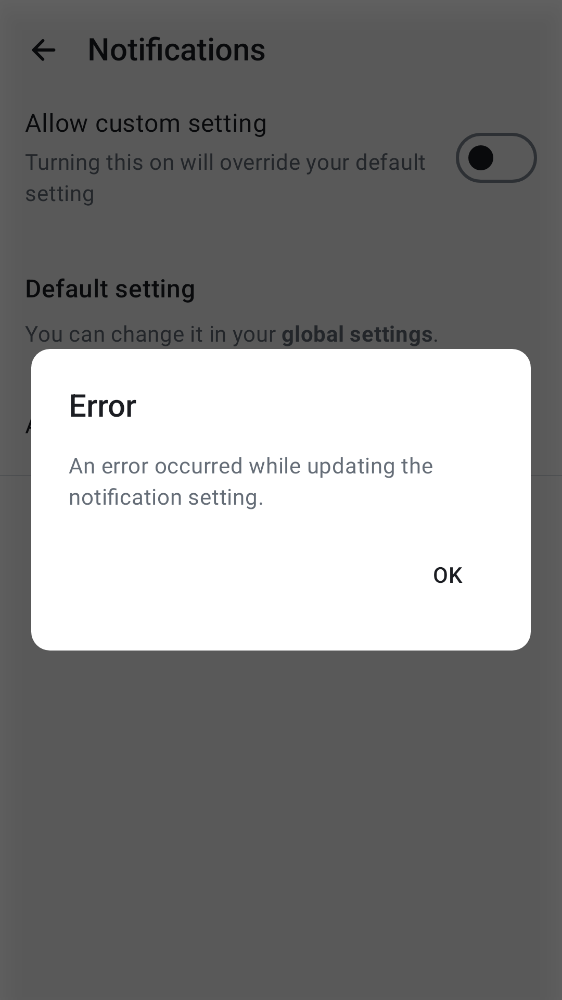 Notifications
Allow custom setting
Turning this on will override your default
setting
Default setting
You can change it in your global settings.
Error
An error occurred while updating the
notification setting.
OK